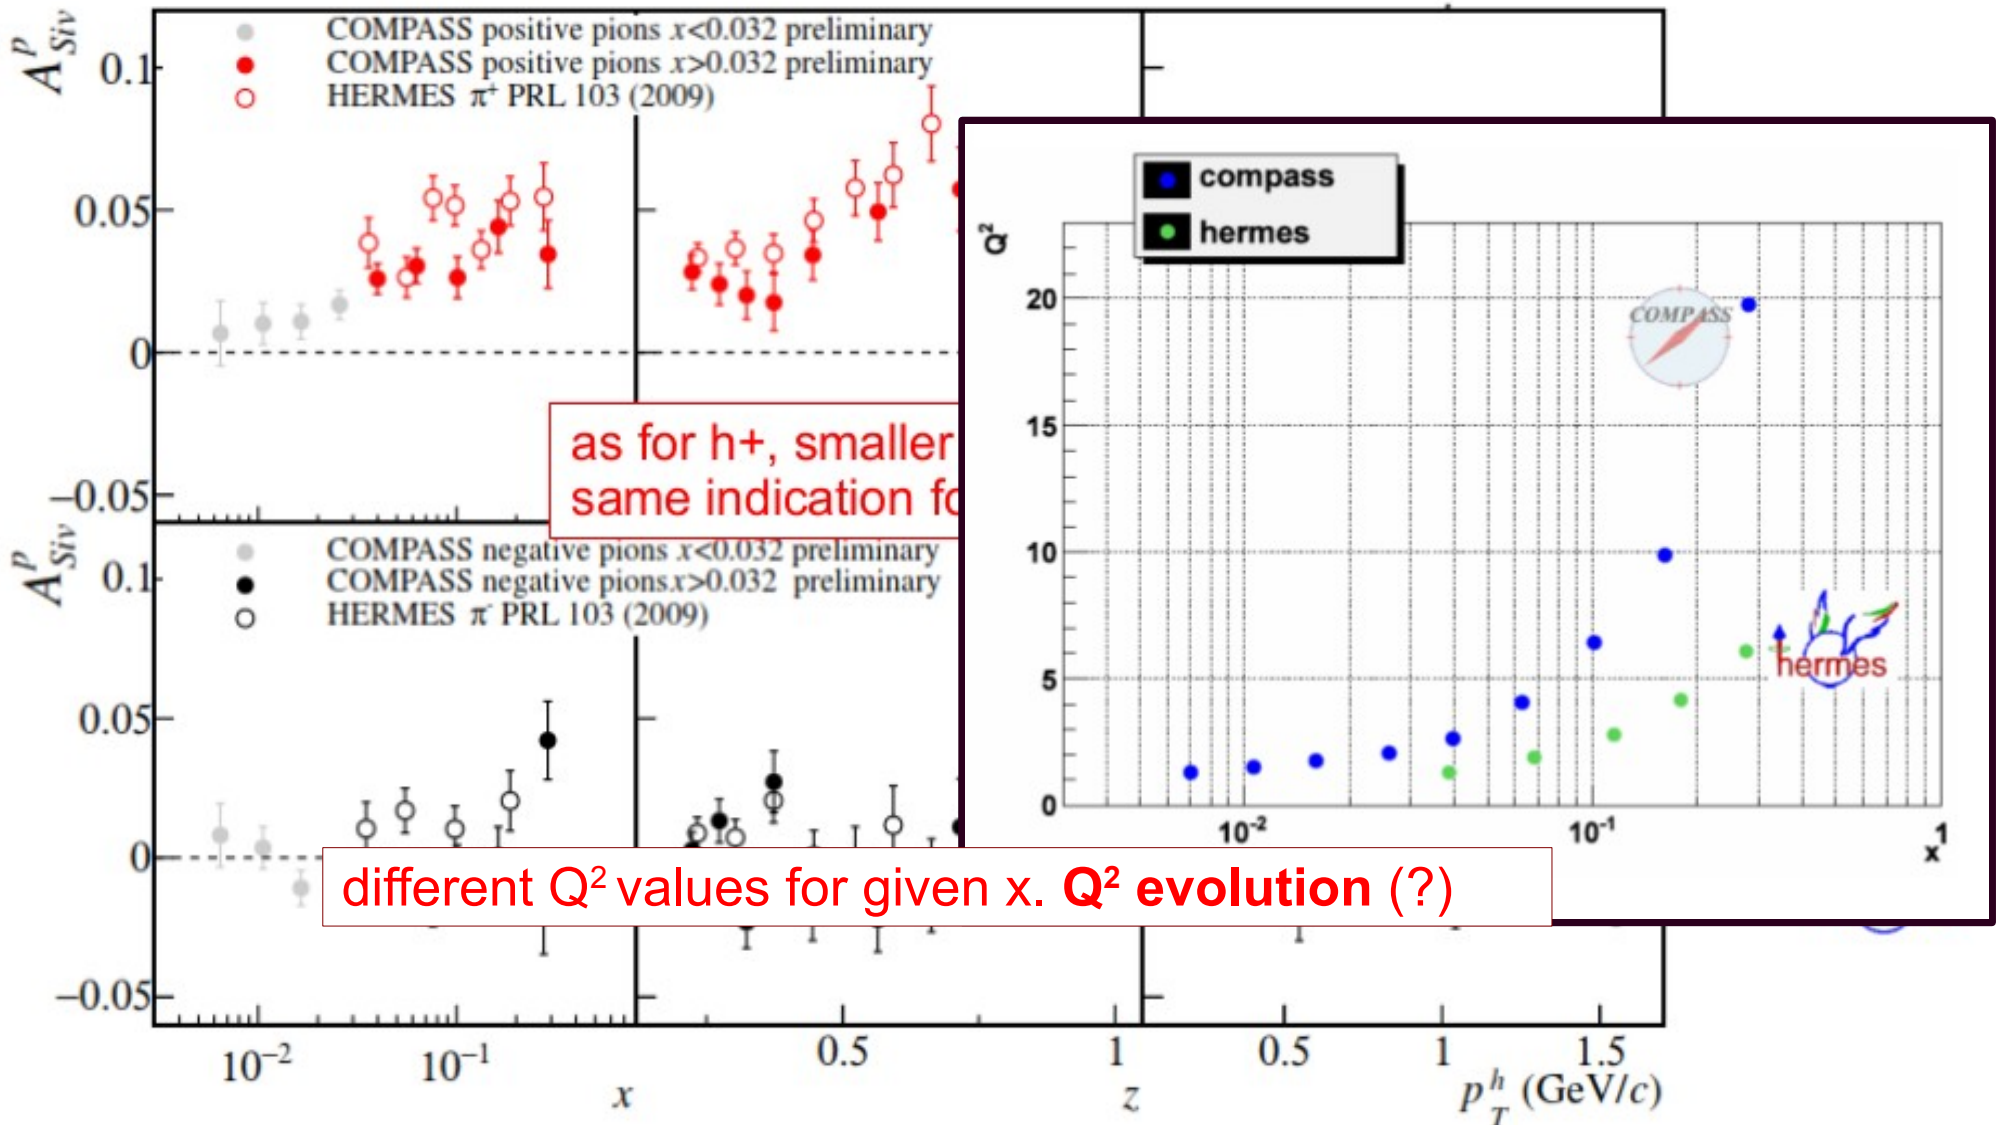 A^p_Siv
COMPASS positive pions x<0.032 preliminary
COMPASS positive pions x>0.032 preliminary
HERMES π⁺ PRL 103 (2009)
0.1
0.05
0
−0.05
as for h+, smaller
same indication
A^p_Siv
COMPASS negative pions x<0.032 preliminary
COMPASS negative pions.x>0.032 preliminary
HERMES π⁻ PRL 103 (2009)
0.1
0.05
0
−0.05
10⁻² 10⁻¹ 0.5 1 0.5 1 1.5
x z p_T^h (GeV/c)
compass
hermes
Q²
20
15
10
5
0
COMPASS
hermes
10⁻² 10⁻¹ 1
x
different Q² values for given x. Q² evolution (?)